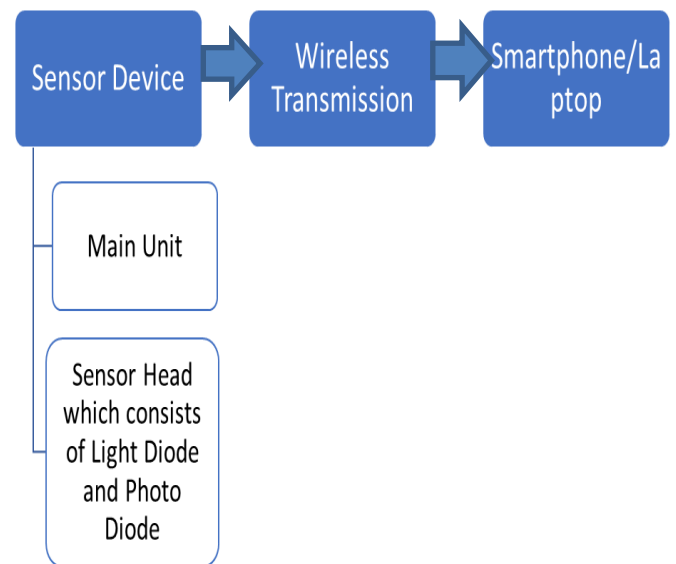 Sensor Device
Wireless
Transmission
Smartphone/La
ptop
Main Unit
Sensor Head
which consists
of Light Diode
and Photo
Diode